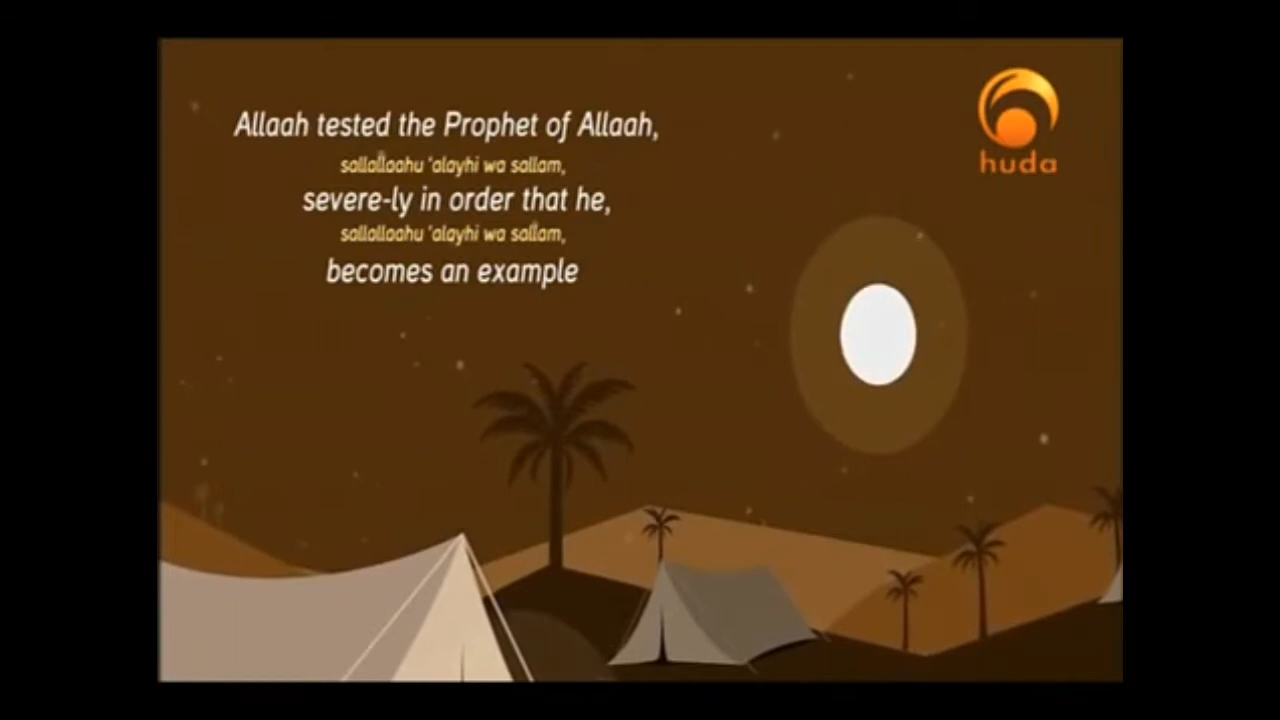 Allaah tested the Prophet of Allaah,
sallallaahu 'alayhi wa sallam,
severe-ly in order that he,
sallallaahu 'alayhi wa sallam,
becomes an example
huda